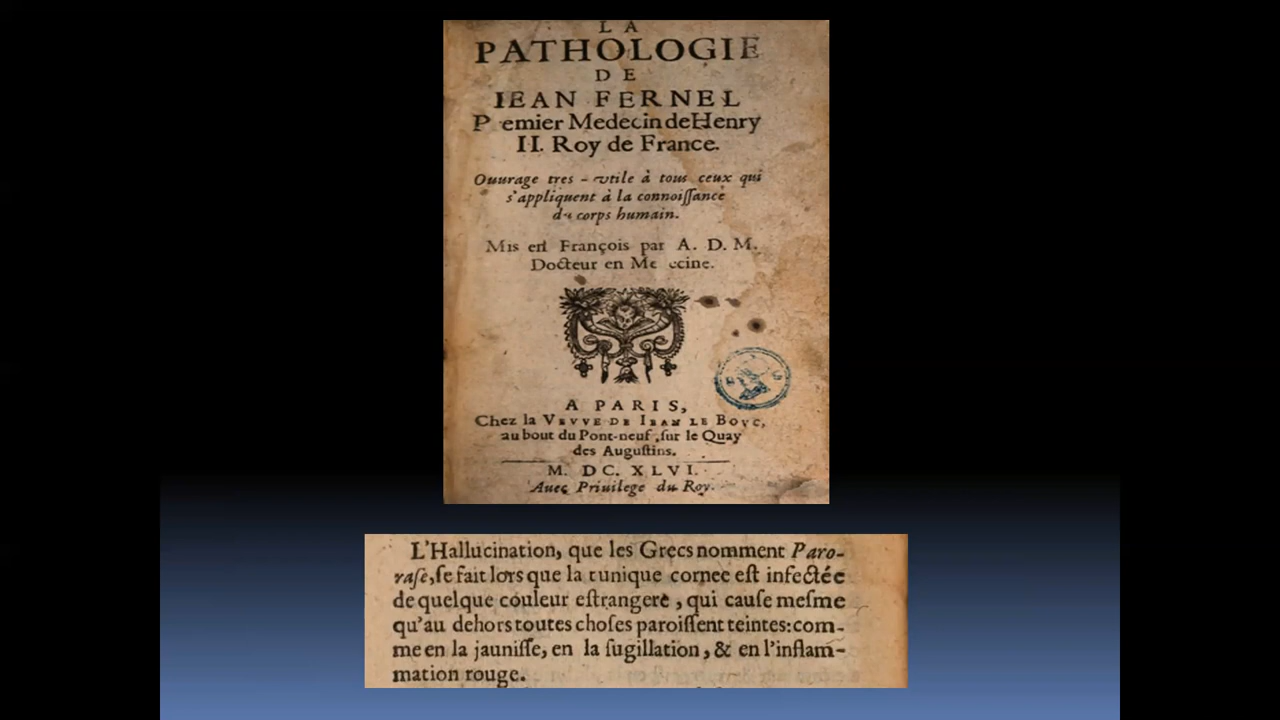 LA
PATHOLOGIE
DE
IEAN FERNEL
P emier Medecin de Henry
II. Roy de France.
Ouurage tres-vtile à tous ceux qui
s'appliquent à la connoiſſance
du corps humain.
Mis en François par A. D. M.
Docteur en Me ecine.
A PARIS,
Chez la VEVVE DE IEAN LE BOVC,
au bout du Pont-neuf, ſur le Quay
des Auguſtins.
M. DC. XLVI.
Auec Priuilege du Roy.
L'Hallucination, que les Grecs nomment Paro-
raſe, ſe fait lors que la tunique cornee eſt infectée
de quelque couleur eſtrangere, qui cauſe meſme
qu'au dehors toutes choſes paroiſſent teintes: com-
me en la jauniſſe, en la ſugillation, & en l'inflam-
mation rouge.